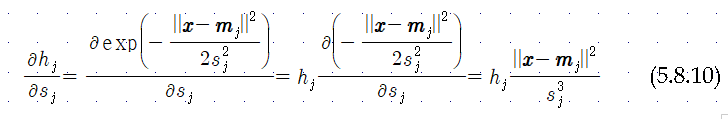 ∂h_j/∂s_j = ∂exp(−||x−m_j||²/2s_j²)/∂s_j = h_j ∂(−||x−m_j||²/2s_j²)/∂s_j = h_j ||x−m_j||²/s_j³ (5.8.10)